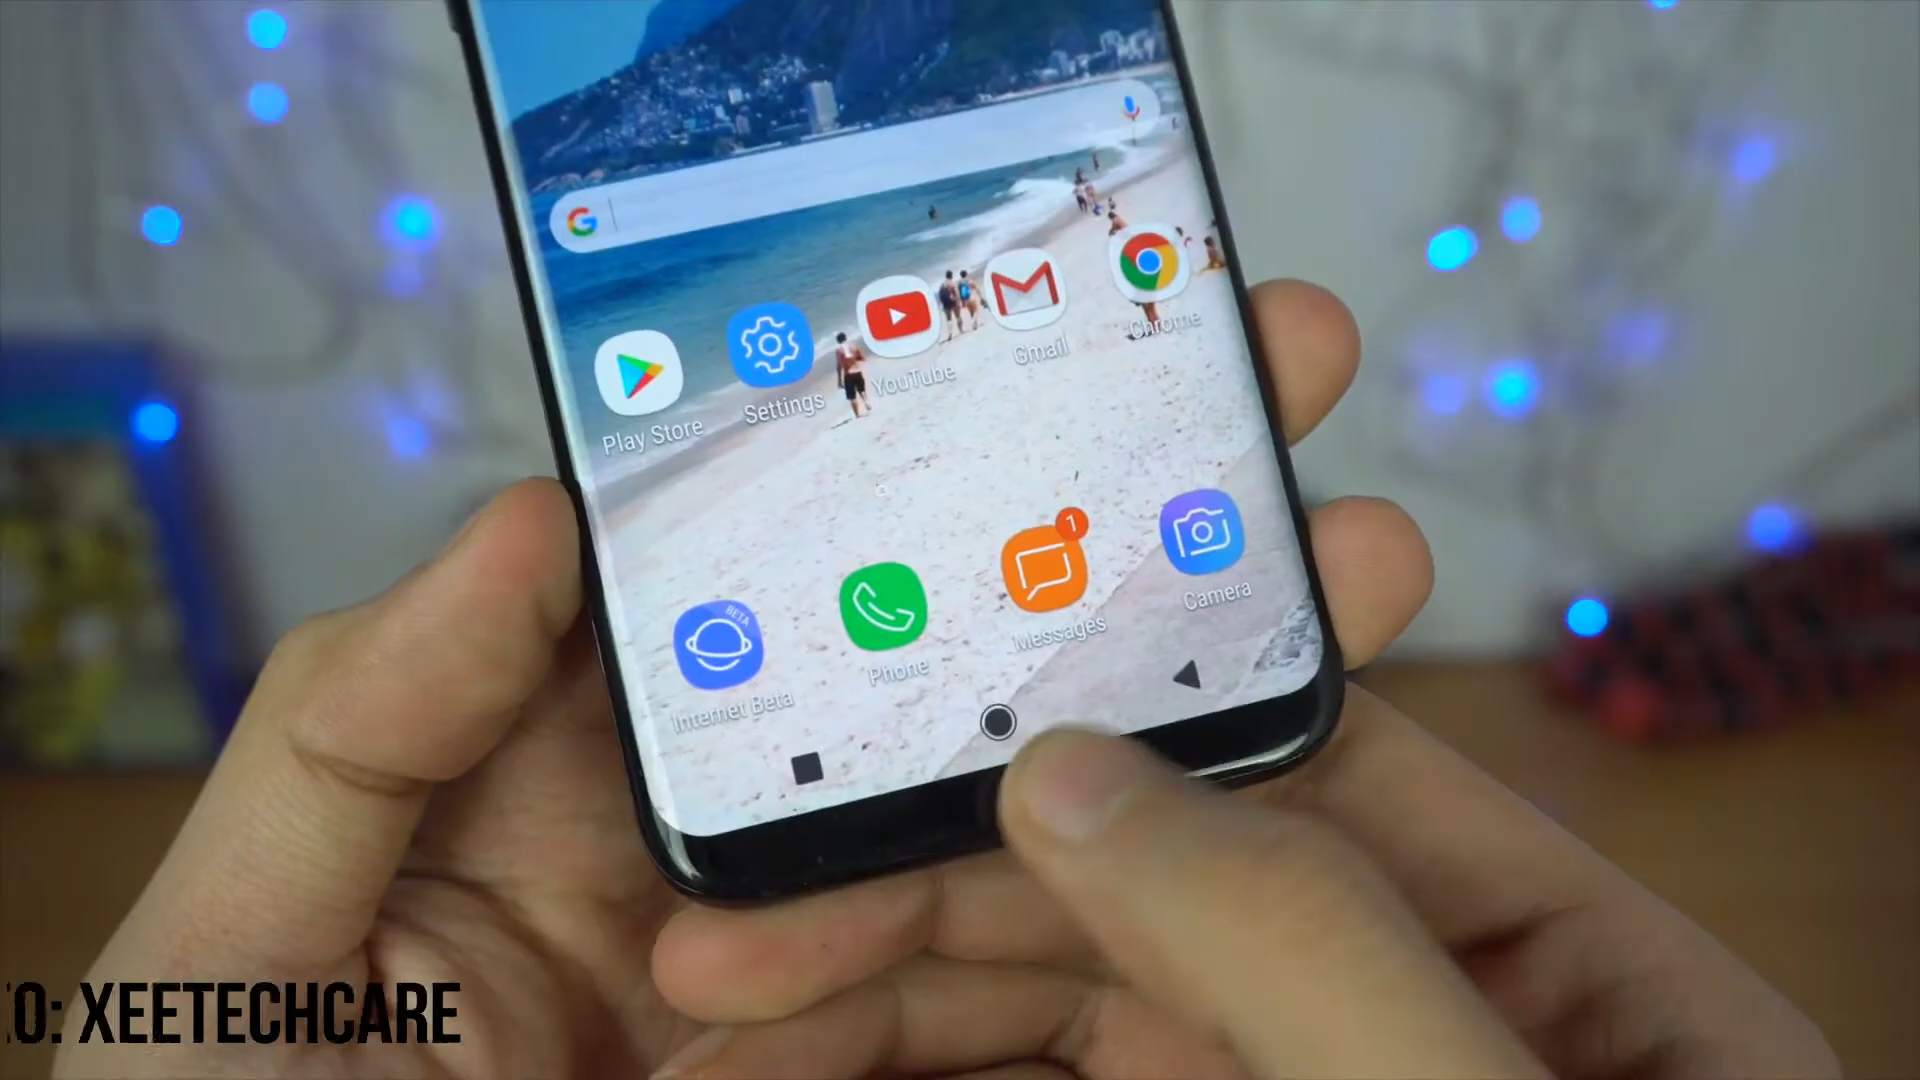 G
Play Store
Settings
YouTube
Gmail
Chrome
BETA
Internet Beta
Phone
1
Messages
Camera
O: XEETECHCARE